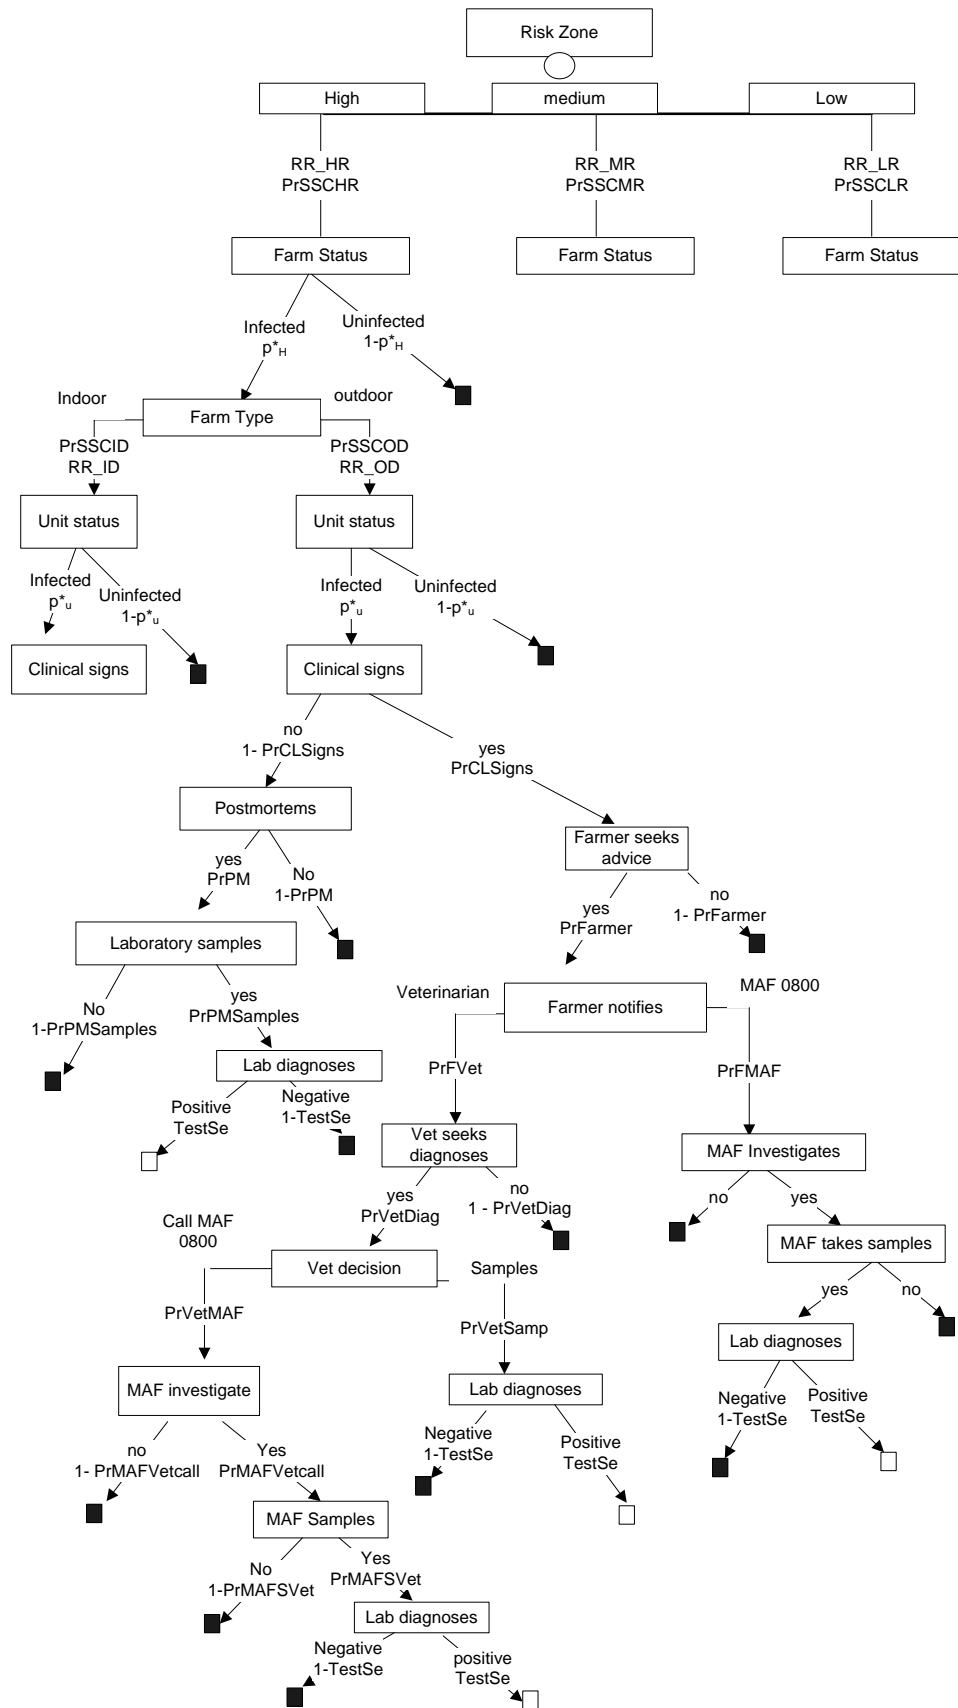 Risk Zone
High
medium
Low
RR_HR
PrSSCHR
RR_MR
PrSSCMR
RR_LR
PrSSCLR
Farm Status
Farm Status
Farm Status
Infected
p*H
Uninfected
1-p*H
Indoor
Farm Type
outdoor
PrSSCID
RR_ID
PrSSCOD
RR_OD
Unit status
Unit status
Infected
p*u
Uninfected
1-p*u
Infected
p*u
Uninfected
1-p*u
Clinical signs
Clinical signs
no
1- PrCLSigns
yes
PrCLSigns
Postmortems
Farmer seeks
advice
yes
PrPM
No
1-PrPM
yes
PrFarmer
no
1- PrFarmer
Laboratory samples
Veterinarian
Farmer notifies
MAF 0800
No
1-PrPMSamples
yes
PrPMSamples
Lab diagnoses
PrFVet
PrFMAF
Positive
TestSe
Negative
1-TestSe
Vet seeks
diagnoses
MAF Investigates
yes
PrVetDiag
no
1 - PrVetDiag
no
yes
Call MAF
0800
Vet decision
Samples
MAF takes samples
PrVetMAF
PrVetSamp
yes
no
Lab diagnoses
MAF investigate
Lab diagnoses
Negative
1-TestSe
Positive
TestSe
no
1- PrMAFVetcall
Yes
PrMAFVetcall
Negative
1-TestSe
Positive
TestSe
MAF Samples
No
1-PrMAFSVet
Yes
PrMAFSVet
Lab diagnoses
Negative
1-TestSe
positive
TestSe